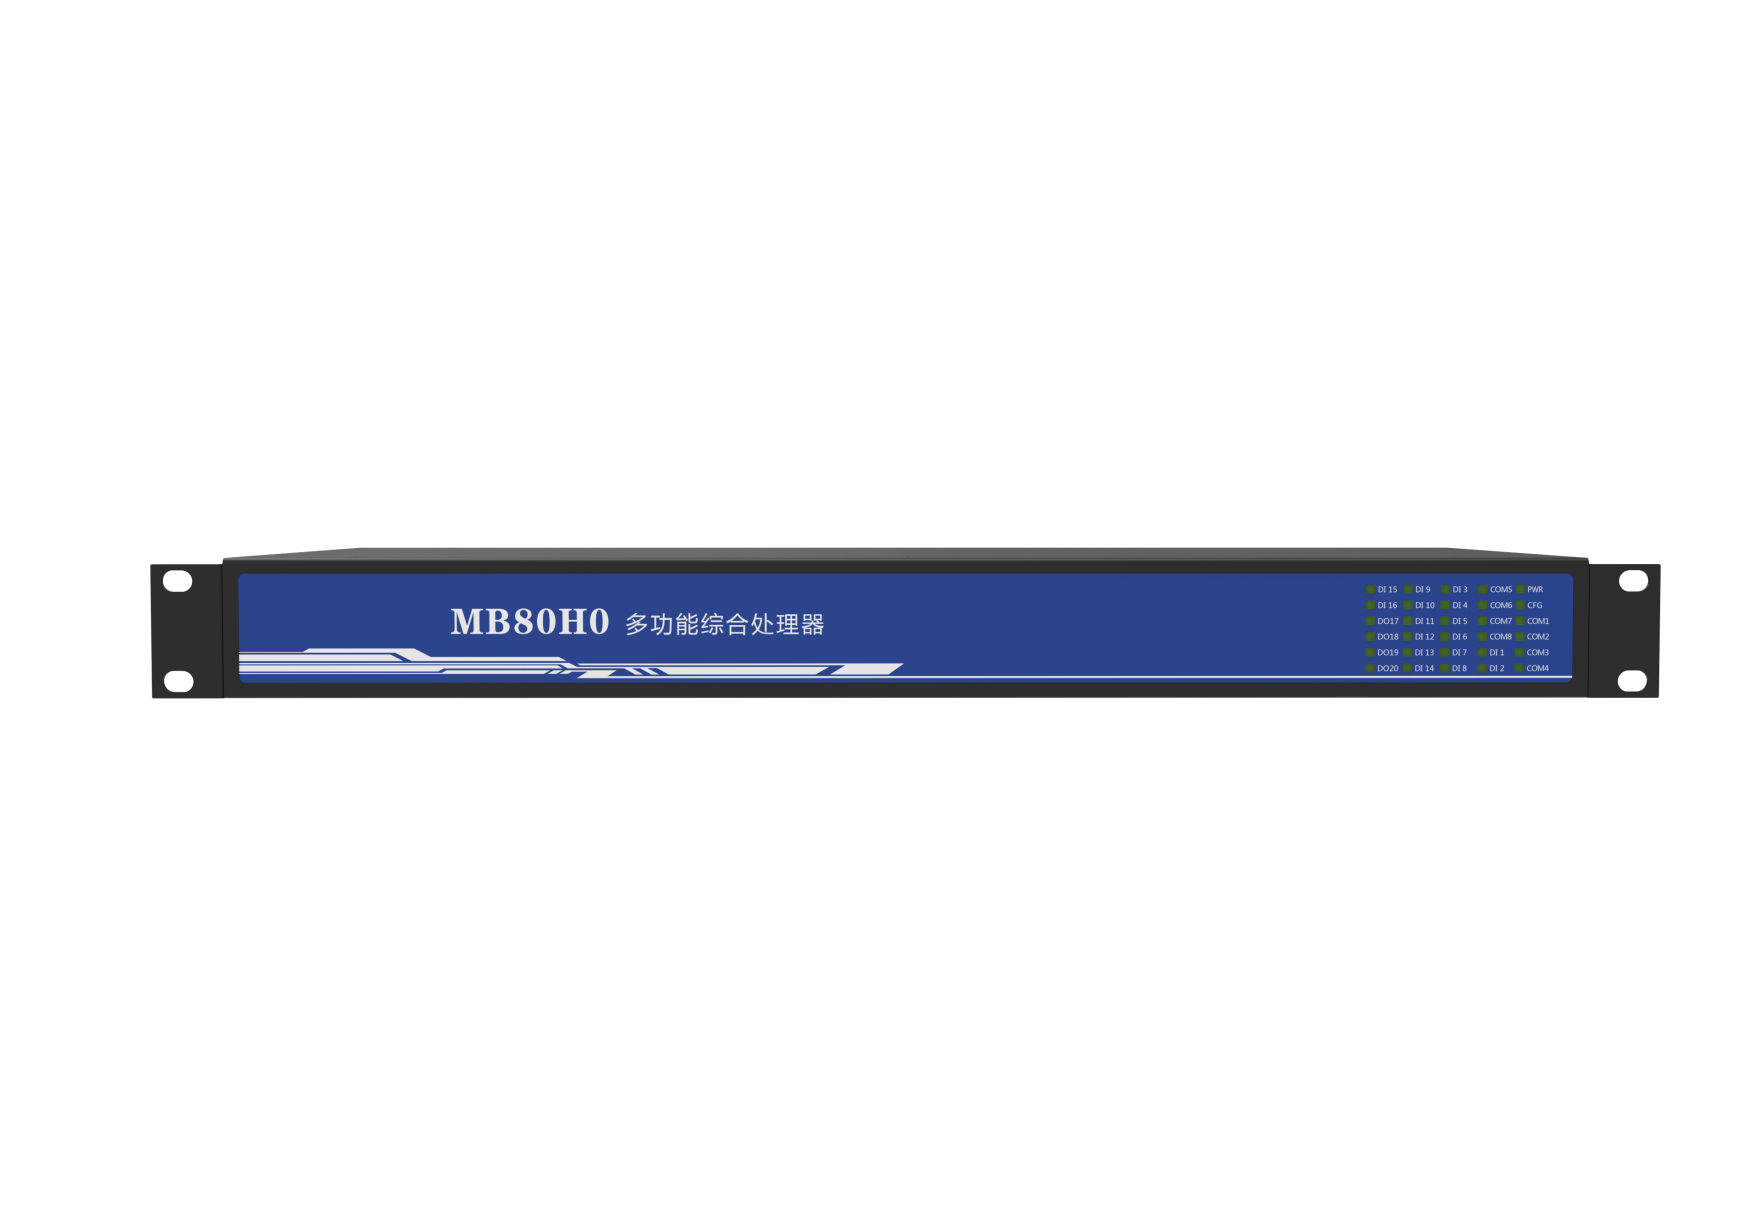 MB80H0 多功能综合处理器
DI 15 DI 9 DI 3 COM5 PWR
DI 16 DI 10 DI 4 COM6 CFG
DO17 DI 11 DI 5 COM7 COM1
DO18 DI 12 DI 6 COM8 COM2
DO19 DI 13 DI 7 DI 1 COM3
DO20 DI 14 DI 8 DI 2 COM4